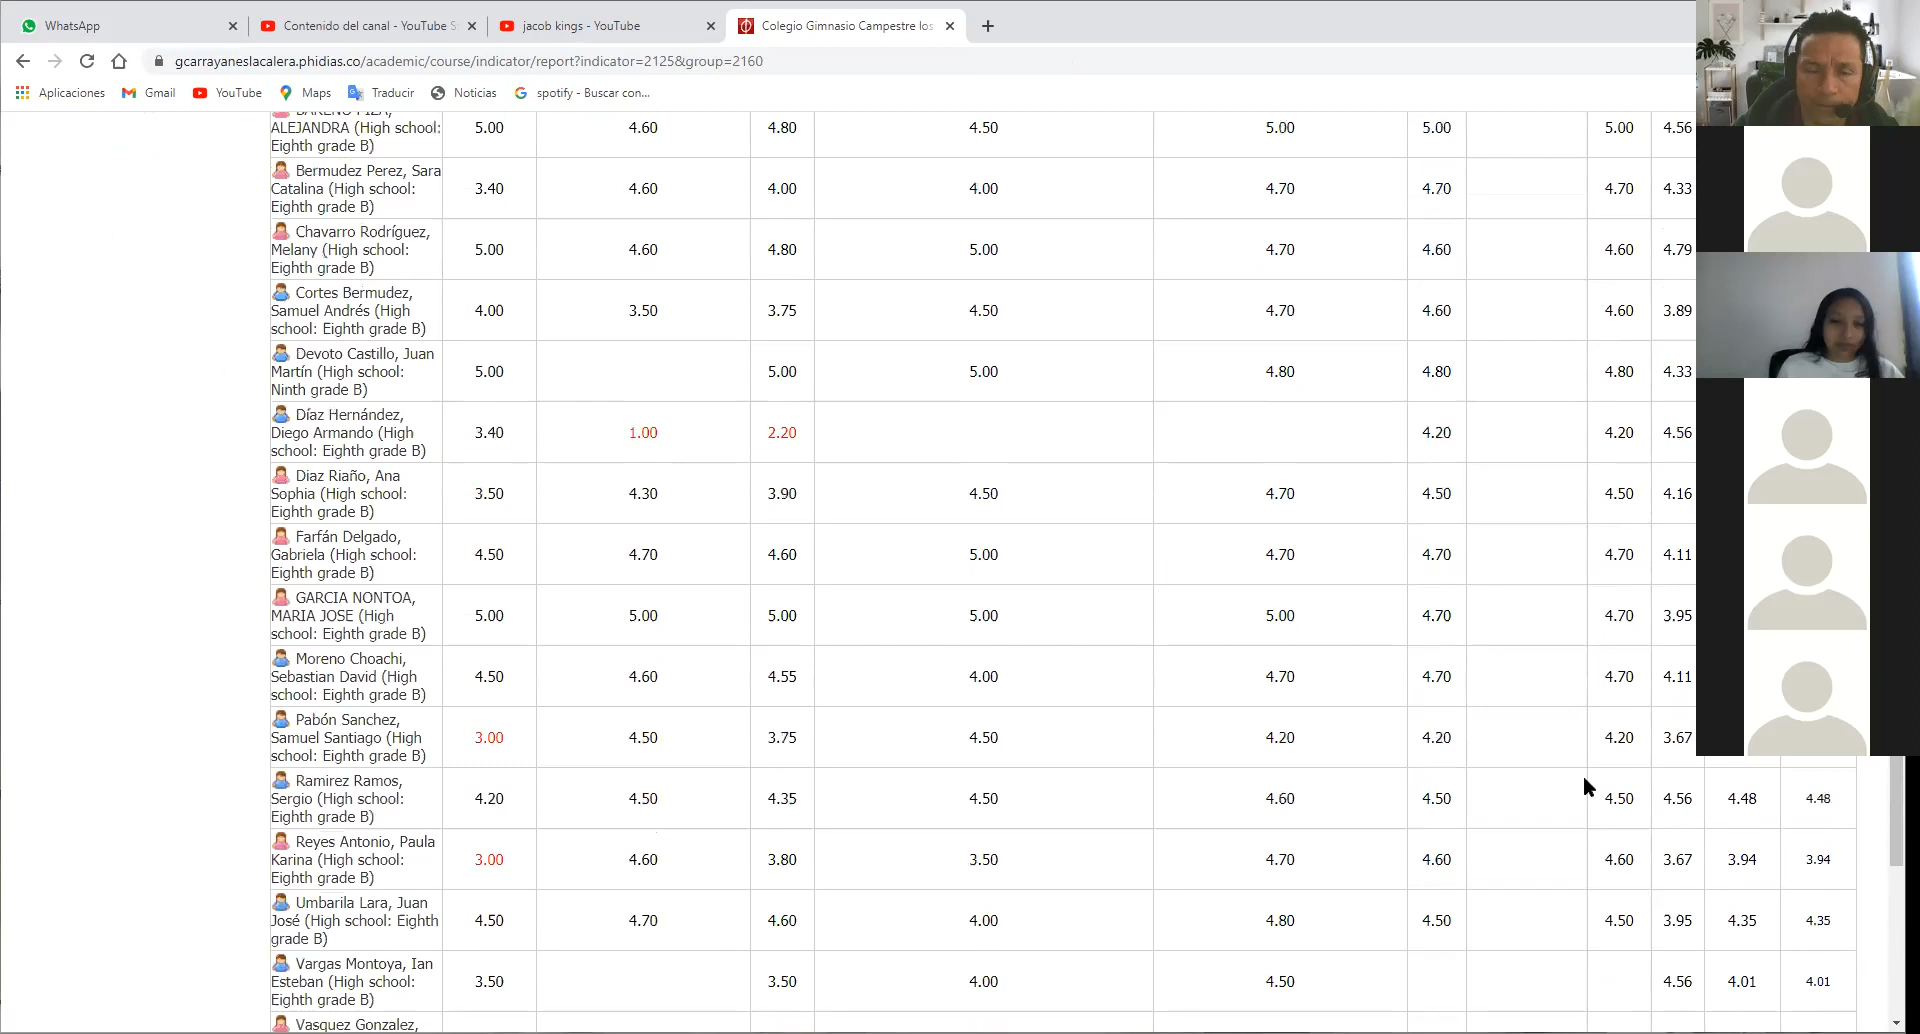 WhatsApp
Contenido del canal - YouTube S
jacob kings - YouTube
Colegio Gimnasio Campestre los
gcarrayaneslacalera.phidias.co/academic/course/indicator/report?indicator=2125&group=2160
Aplicaciones Gmail YouTube Maps Traducir Noticias spotify - Buscar con...
ALEJANDRA (High school: Eighth grade B) 5.00 4.60 4.80 4.50 5.00 5.00 5.00 4.56
Bermudez Perez, Sara Catalina (High school: Eighth grade B) 3.40 4.60 4.00 4.00 4.70 4.70 4.70 4.33
Chavarro Rodríguez, Melany (High school: Eighth grade B) 5.00 4.60 4.80 5.00 4.70 4.60 4.60 4.79
Cortes Bermudez, Samuel Andrés (High school: Eighth grade B) 4.00 3.50 3.75 4.50 4.70 4.60 4.60 3.89
Devoto Castillo, Juan Martín (High school: Ninth grade B) 5.00 5.00 5.00 4.80 4.80 4.80 4.33
Díaz Hernández, Diego Armando (High school: Eighth grade B) 3.40 1.00 2.20 4.20 4.20 4.56
Diaz Riaño, Ana Sophia (High school: Eighth grade B) 3.50 4.30 3.90 4.50 4.70 4.50 4.50 4.16
Farfán Delgado, Gabriela (High school: Eighth grade B) 4.50 4.70 4.60 5.00 4.70 4.70 4.70 4.11
GARCIA NONTOA, MARIA JOSE (High school: Eighth grade B) 5.00 5.00 5.00 5.00 5.00 4.70 4.70 3.95
Moreno Choachi, Sebastian David (High school: Eighth grade B) 4.50 4.60 4.55 4.00 4.70 4.70 4.70 4.11
Pabón Sanchez, Samuel Santiago (High school: Eighth grade B) 3.00 4.50 3.75 4.50 4.20 4.20 4.20 3.67
Ramirez Ramos, Sergio (High school: Eighth grade B) 4.20 4.50 4.35 4.50 4.60 4.50 4.50 4.56 4.48 4.48
Reyes Antonio, Paula Karina (High school: Eighth grade B) 3.00 4.60 3.80 3.50 4.70 4.60 4.60 3.67 3.94 3.94
Umbarila Lara, Juan José (High school: Eighth grade B) 4.50 4.70 4.60 4.00 4.80 4.50 4.50 3.95 4.35 4.35
Vargas Montoya, Ian Esteban (High school: Eighth grade B) 3.50 3.50 4.00 4.50 4.56 4.01 4.01
Vasquez Gonzalez,